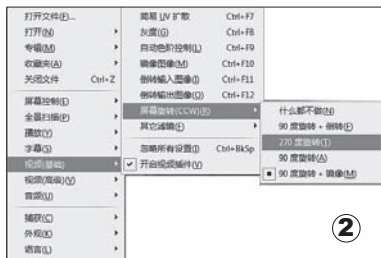 打开文件(F)...
打开(N)
专辑(M)
收藏夹(A)
关闭文件 Ctrl+Z
屏幕控制(E)
全景扫描(P)
播放(Y)
字幕(S)
视频(基础)
视频(高级)(V)
音频(U)
捕获(C)
外观(K)
语言(L)
简易 UV 扩散 Ctrl+F7
灰度(G) Ctrl+F8
自动色阶控制(L) Ctrl+F9
镜像图像(M) Ctrl+F10
倒转输入图像(I) Ctrl+F11
倒转输出图像(O) Ctrl+F12
屏幕旋转(CCW)(R)
其它滤镜(F)
忽略所有设置(I) Ctrl+BkSp
开启视频插件(V)
什么都不做(N)
90 度旋转 + 倒转(F)
270 度旋转(T)
90 度旋转(A)
90 度旋转 + 镜像(M)
②